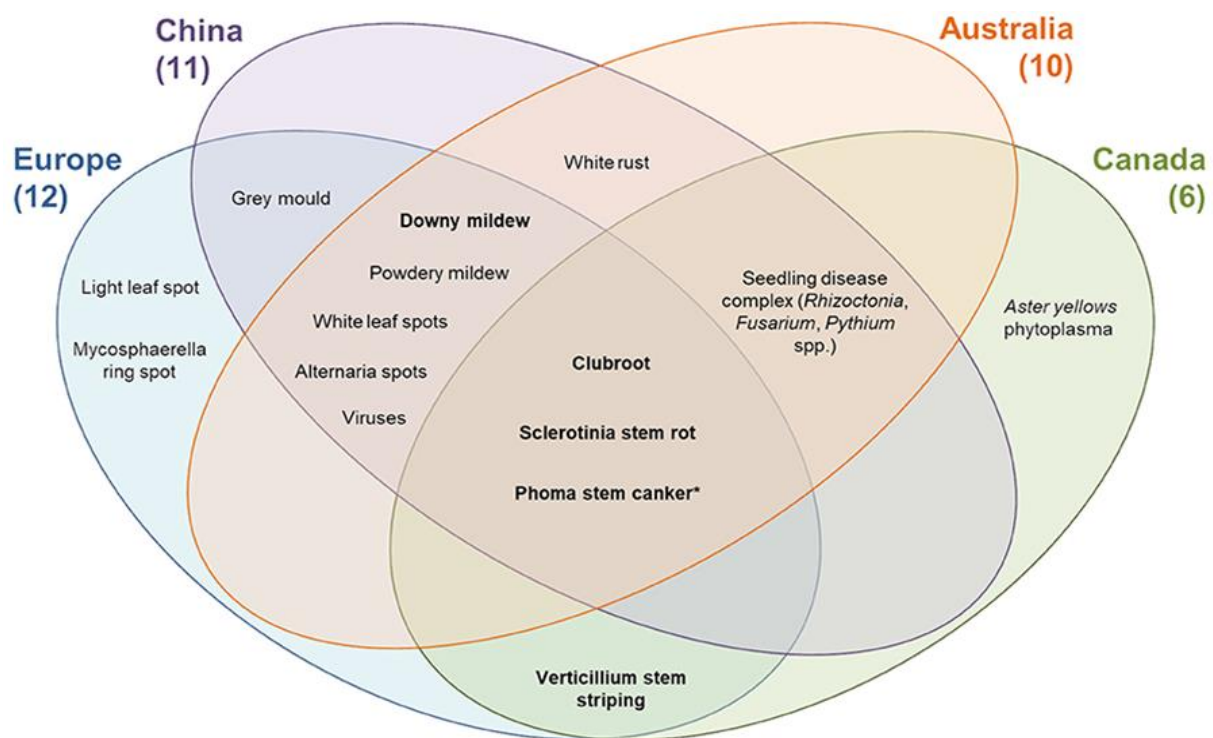 China
(11)
Australia
(10)
Europe
(12)
Canada
(6)
White rust
Grey mould
Downy mildew
Powdery mildew
White leaf spots
Alternaria spots
Viruses
Light leaf spot
Mycosphaerella
ring spot
Seedling disease
complex (Rhizoctonia,
Fusarium, Pythium
spp.)
Aster yellows
phytoplasma
Clubroot
Sclerotinia stem rot
Phoma stem canker*
Verticillium stem
striping